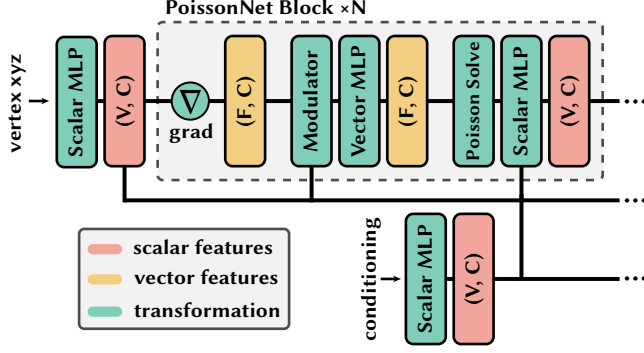 PoissonNet Block ×N
vertex xyz
Scalar MLP
(V, C)
∇
grad
(F, C)
Modulator
Vector MLP
(F, C)
Poisson Solve
Scalar MLP
(V, C)
...
...
conditioning
Scalar MLP
(V, C)
...
scalar features
vector features
transformation